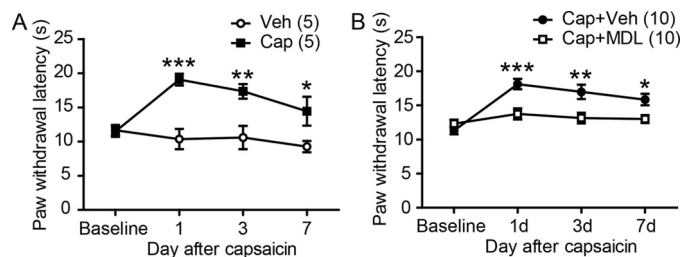 A
Veh (5)
Cap (5)
Paw withdrawal latency (s)
25
20
15
10
5
0
***
**
*
Baseline 1 3 7
Day after capsaicin
B
Cap+Veh (10)
Cap+MDL (10)
Paw withdrawal latency (s)
25
20
15
10
5
0
***
**
*
Baseline 1d 3d 7d
Day after capsaicin